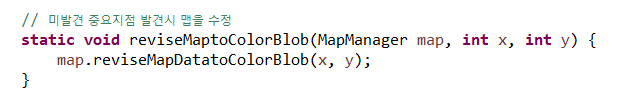 // 미발견 중요지점 발견시 맵을 수정
static void reviseMaptoColorBlob(MapManager map, int x, int y) {
    map.reviseMapDatatoColorBlob(x, y);
}